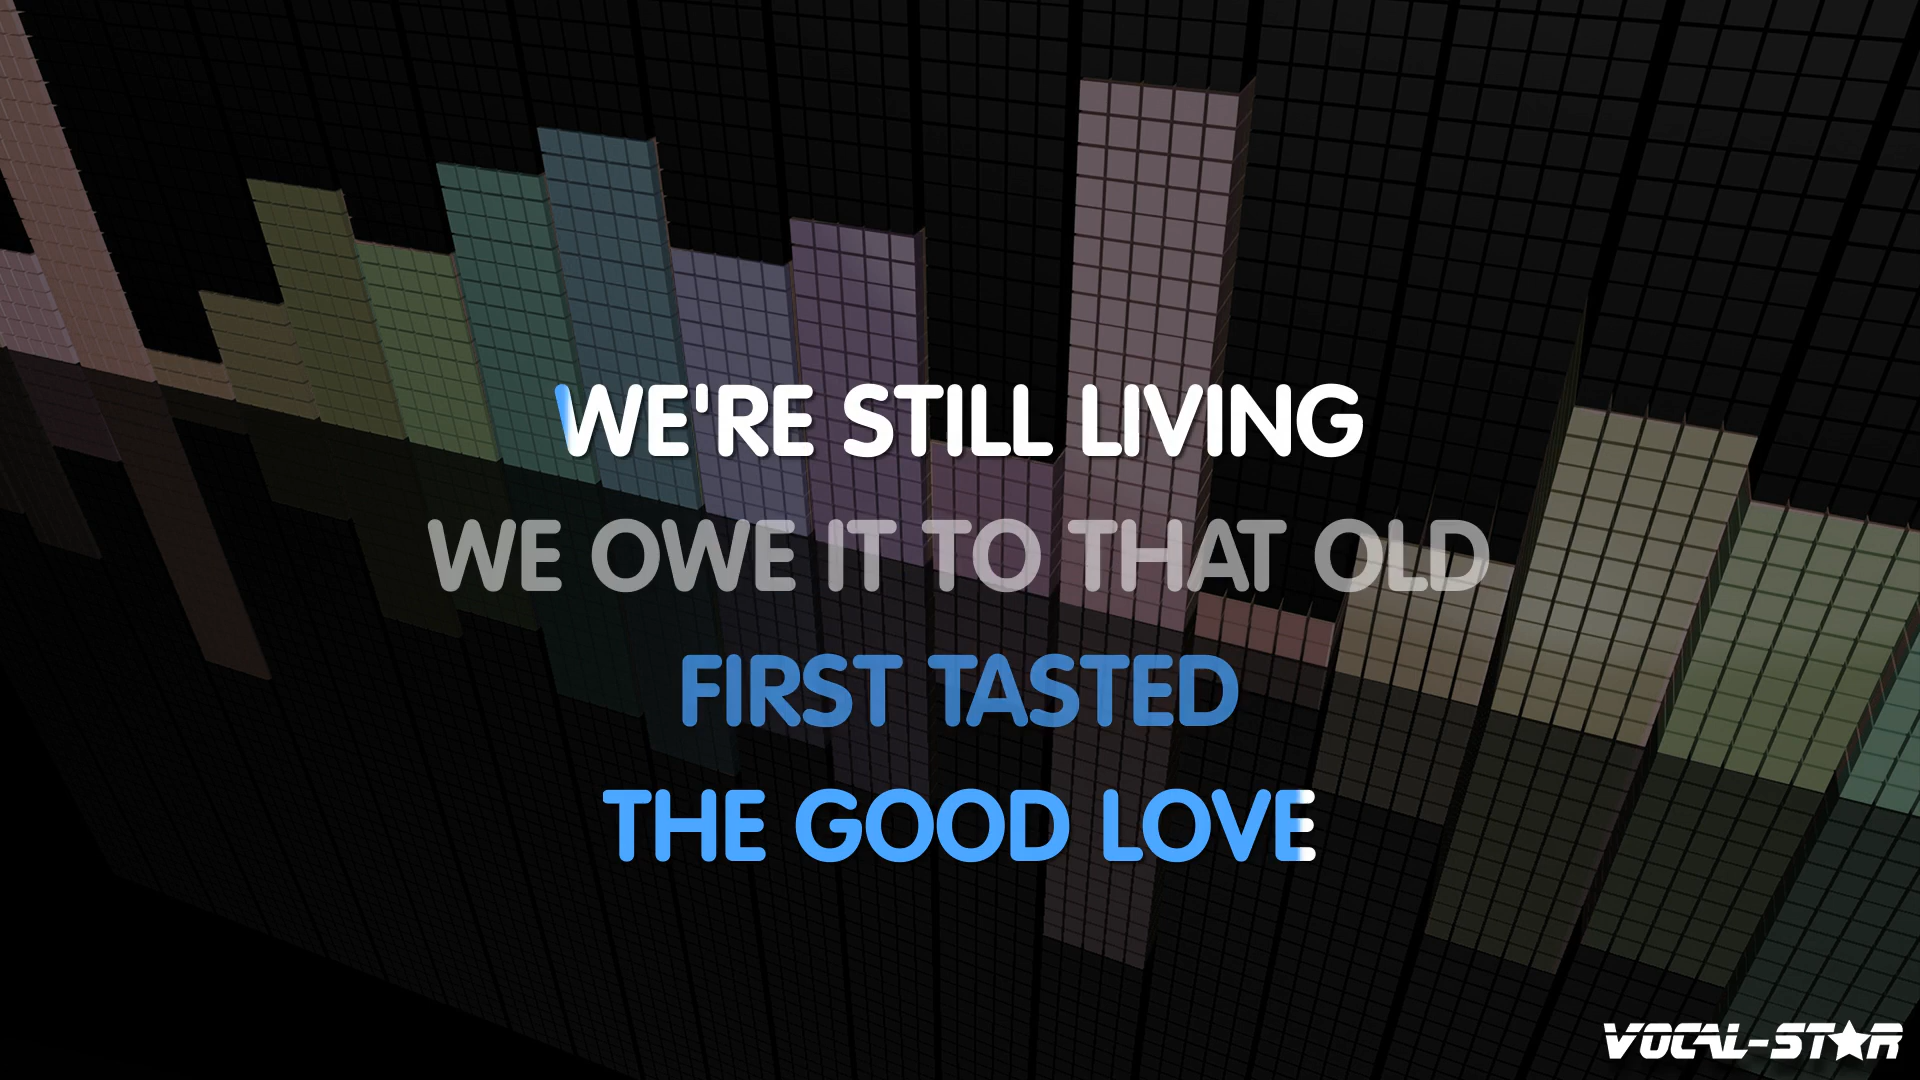 WE'RE STILL LIVING
WE OWE IT TO THAT OLD
FIRST TASTED
THE GOOD LOVE
VOCAL-STAR